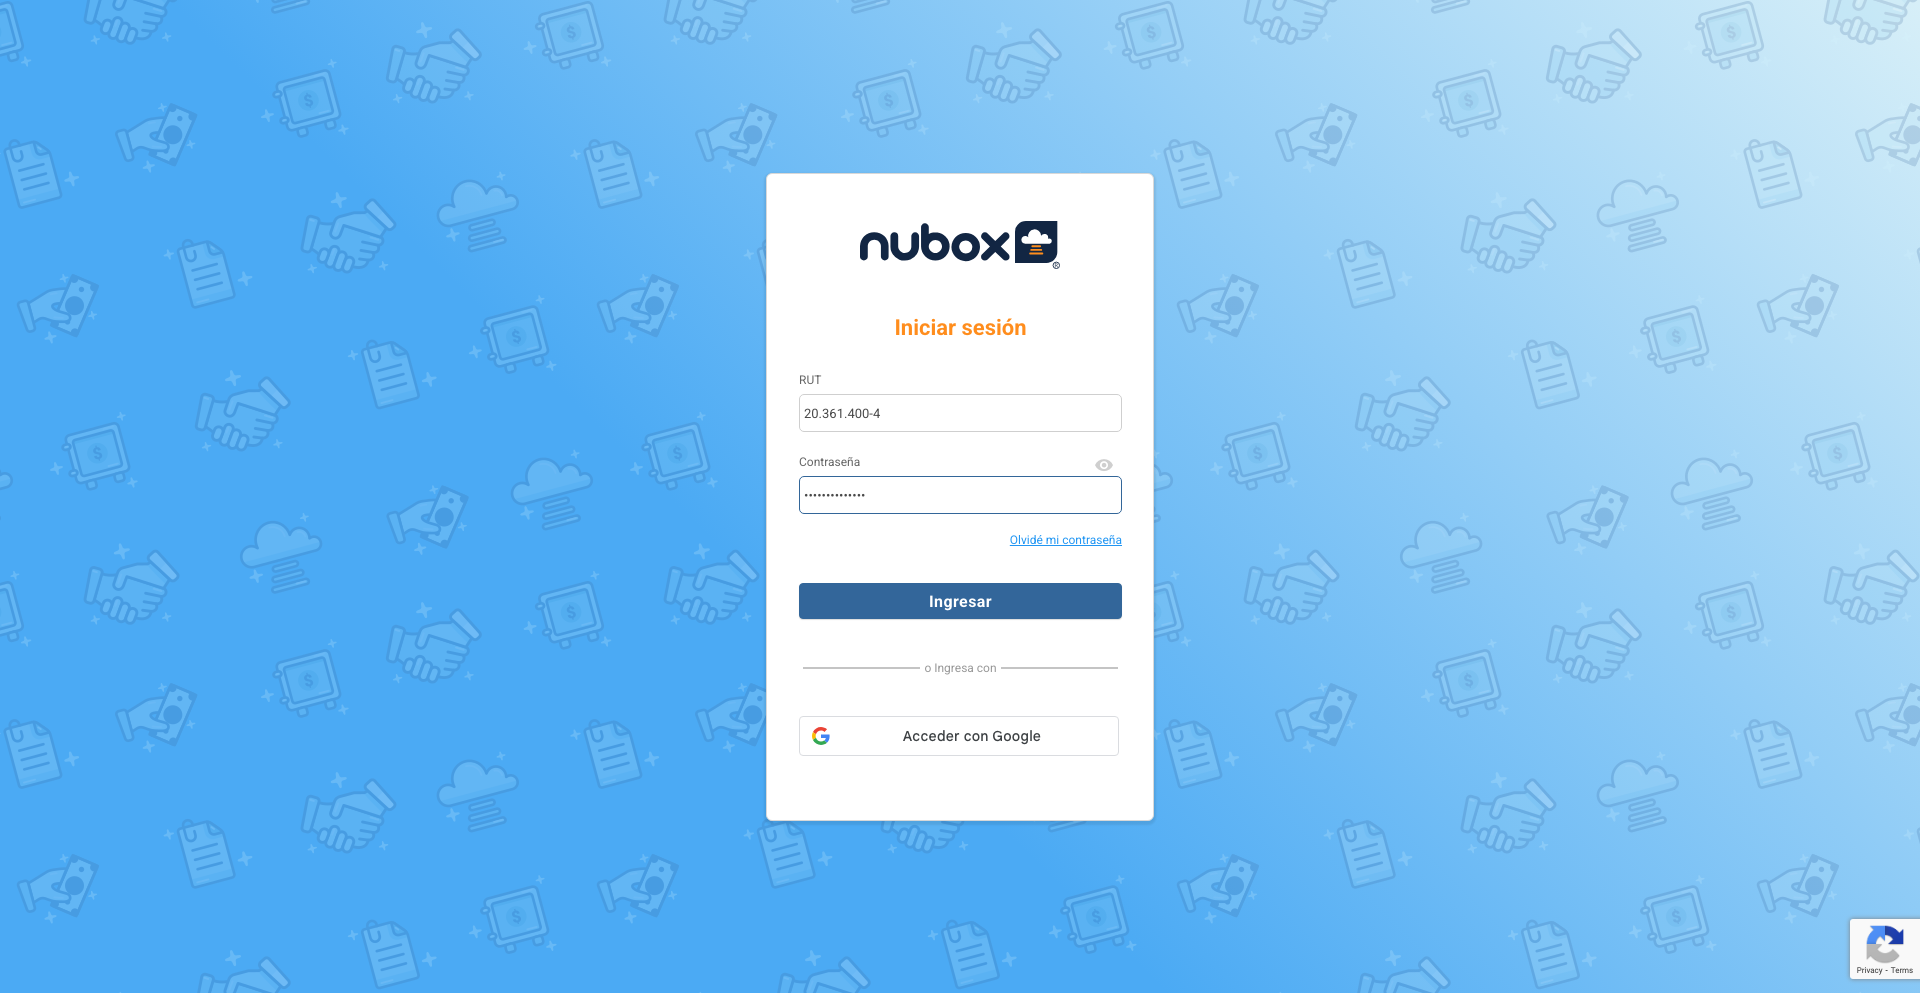 nubox
®
Iniciar sesión
RUT
20.361.400-4
Contraseña
••••••••••••••
Olvidé mi contraseña
Ingresar
o Ingresa con
Acceder con Google
Privacy - Terms